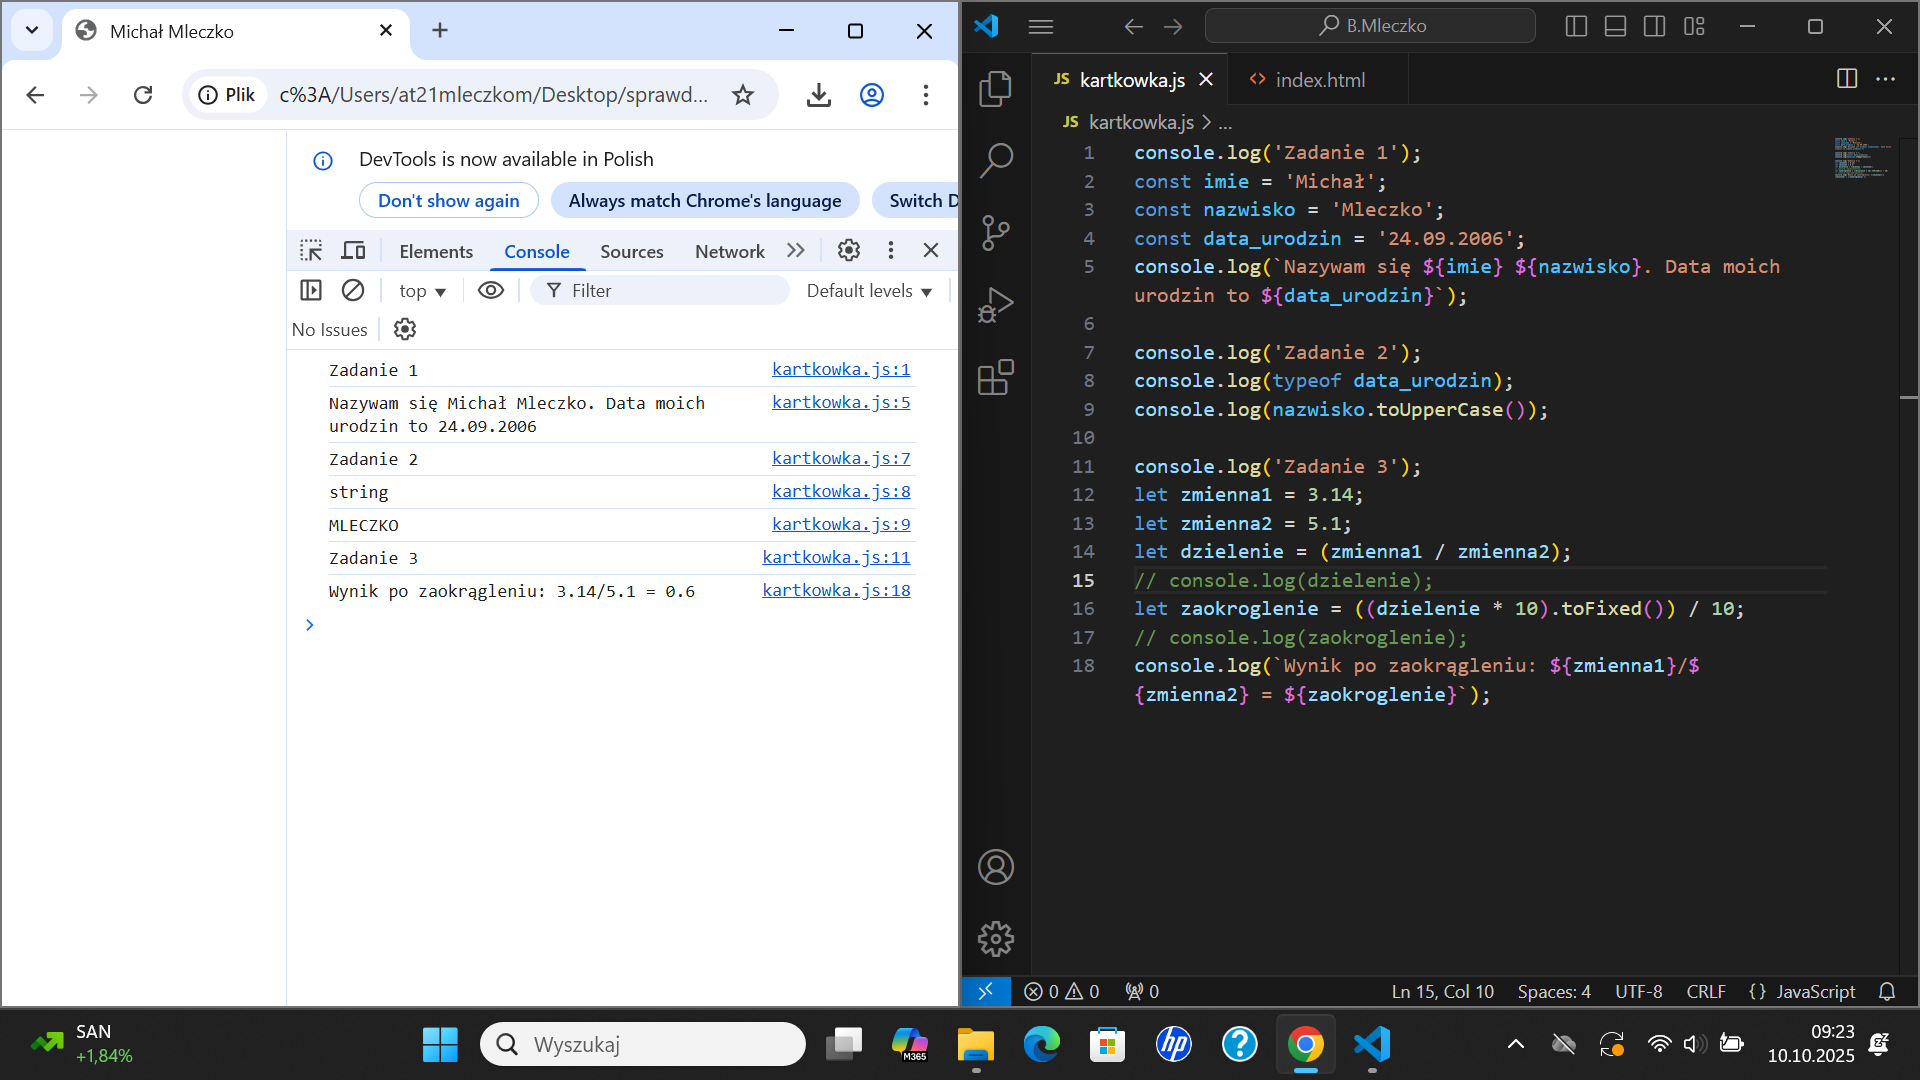 Michał Mleczko
Plik
c%3A/Users/at21mleczkom/Desktop/sprawd...
DevTools is now available in Polish
Don't show again
Always match Chrome's language
Switch D
Elements
Console
Sources
Network
top
Filter
Default levels
No Issues
Zadanie 1 kartkowka.js:1
Nazywam się Michał Mleczko. Data moich kartkowka.js:5
urodzin to 24.09.2006
Zadanie 2 kartkowka.js:7
string kartkowka.js:8
MLECZKO kartkowka.js:9
Zadanie 3 kartkowka.js:11
Wynik po zaokrągleniu: 3.14/5.1 = 0.6 kartkowka.js:18
B.Mleczko
JS kartkowka.js
index.html
JS kartkowka.js > ...
1 console.log('Zadanie 1');
2 const imie = 'Michał';
3 const nazwisko = 'Mleczko';
4 const data_urodzin = '24.09.2006';
5 console.log(`Nazywam się ${imie} ${nazwisko}. Data moich
urodzin to ${data_urodzin}`);
6
7 console.log('Zadanie 2');
8 console.log(typeof data_urodzin);
9 console.log(nazwisko.toUpperCase());
10
11 console.log('Zadanie 3');
12 let zmienna1 = 3.14;
13 let zmienna2 = 5.1;
14 let dzielenie = (zmienna1 / zmienna2);
15 // console.log(dzielenie);
16 let zaokroglenie = ((dzielenie * 10).toFixed()) / 10;
17 // console.log(zaokroglenie);
18 console.log(`Wynik po zaokrągleniu: ${zmienna1}/$
{zmienna2} = ${zaokroglenie}`);
0 0 0
Ln 15, Col 10
Spaces: 4
UTF-8
CRLF
{} JavaScript
SAN
+1,84%
Wyszukaj
M365
hp
?
09:23
10.10.2025